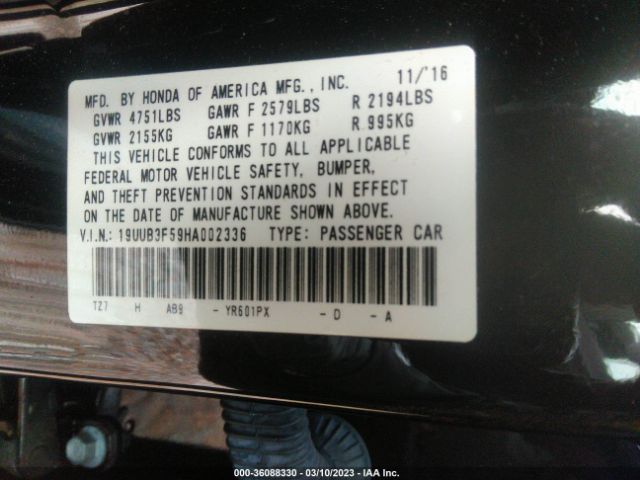 MFD. BY HONDA OF AMERICA MFG., INC. 11/'16
GVWR 4751LBS GAWR F 2579LBS R 2194LBS
GVWR 2155KG GAWR F 1170KG R 995KG
THIS VEHICLE CONFORMS TO ALL APPLICABLE
FEDERAL MOTOR VEHICLE SAFETY, BUMPER,
AND THEFT PREVENTION STANDARDS IN EFFECT
ON THE DATE OF MANUFACTURE SHOWN ABOVE.
V.I.N.: 19UUB3F59HA002336 TYPE: PASSENGER CAR
TZ7 H AB9 - YR601PX - D - A
000-36088330 - 03/10/2023 - IAA Inc.